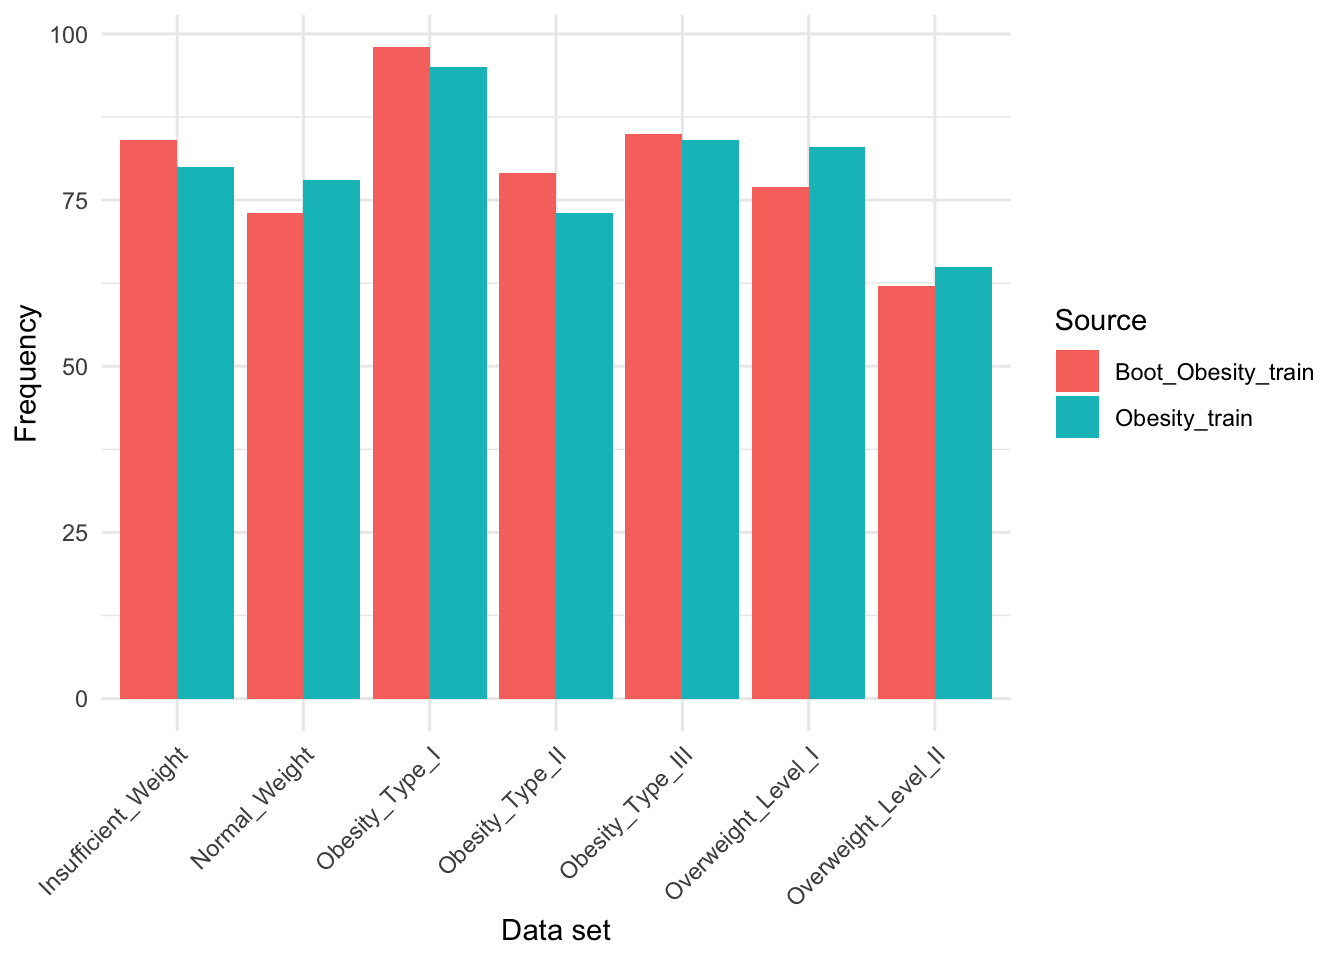 100
75
50
25
0
Frequency
Insufficient_Weight
Normal_Weight
Obesity_Type_I
Obesity_Type_II
Obesity_Type_III
Overweight_Level_I
Overweight_Level_II
Data set
Source
Boot_Obesity_train
Obesity_train